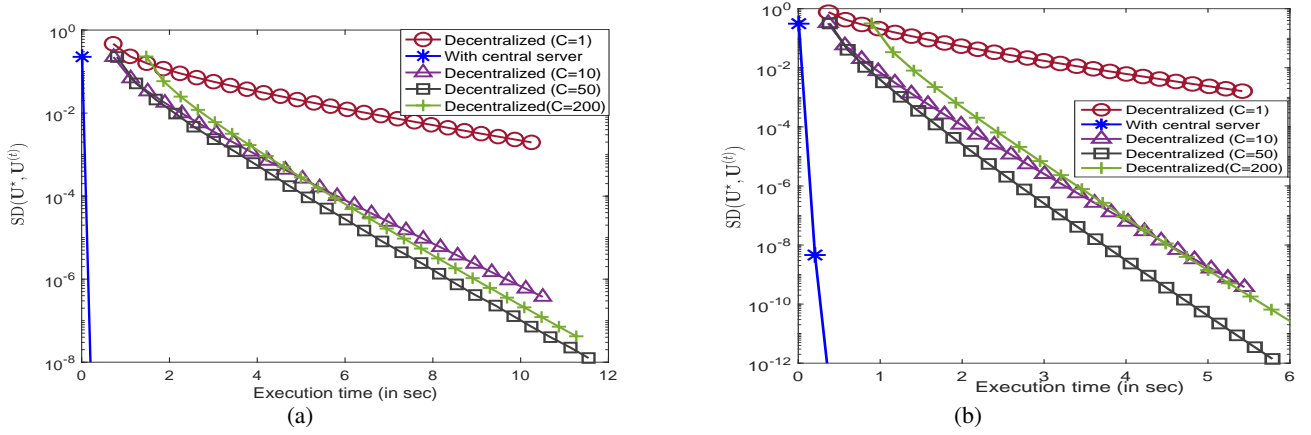 10^0
10^-2
10^-4
10^-6
10^-8
SD(U*, U^(t))
Decentralized (C=1)
With central server
Decentralized (C=10)
Decentralized (C=50)
Decentralized(C=200)
0 2 4 6 8 10 12
Execution time (in sec)
(a)
10^0
10^-2
10^-4
10^-6
10^-8
10^-10
10^-12
SD(U*, U^(t))
Decentralized (C=1)
With central server
Decentralized (C=10)
Decentralized (C=50)
Decentralized(C=200)
0 1 2 3 4 5 6
Execution time (in sec)
(b)